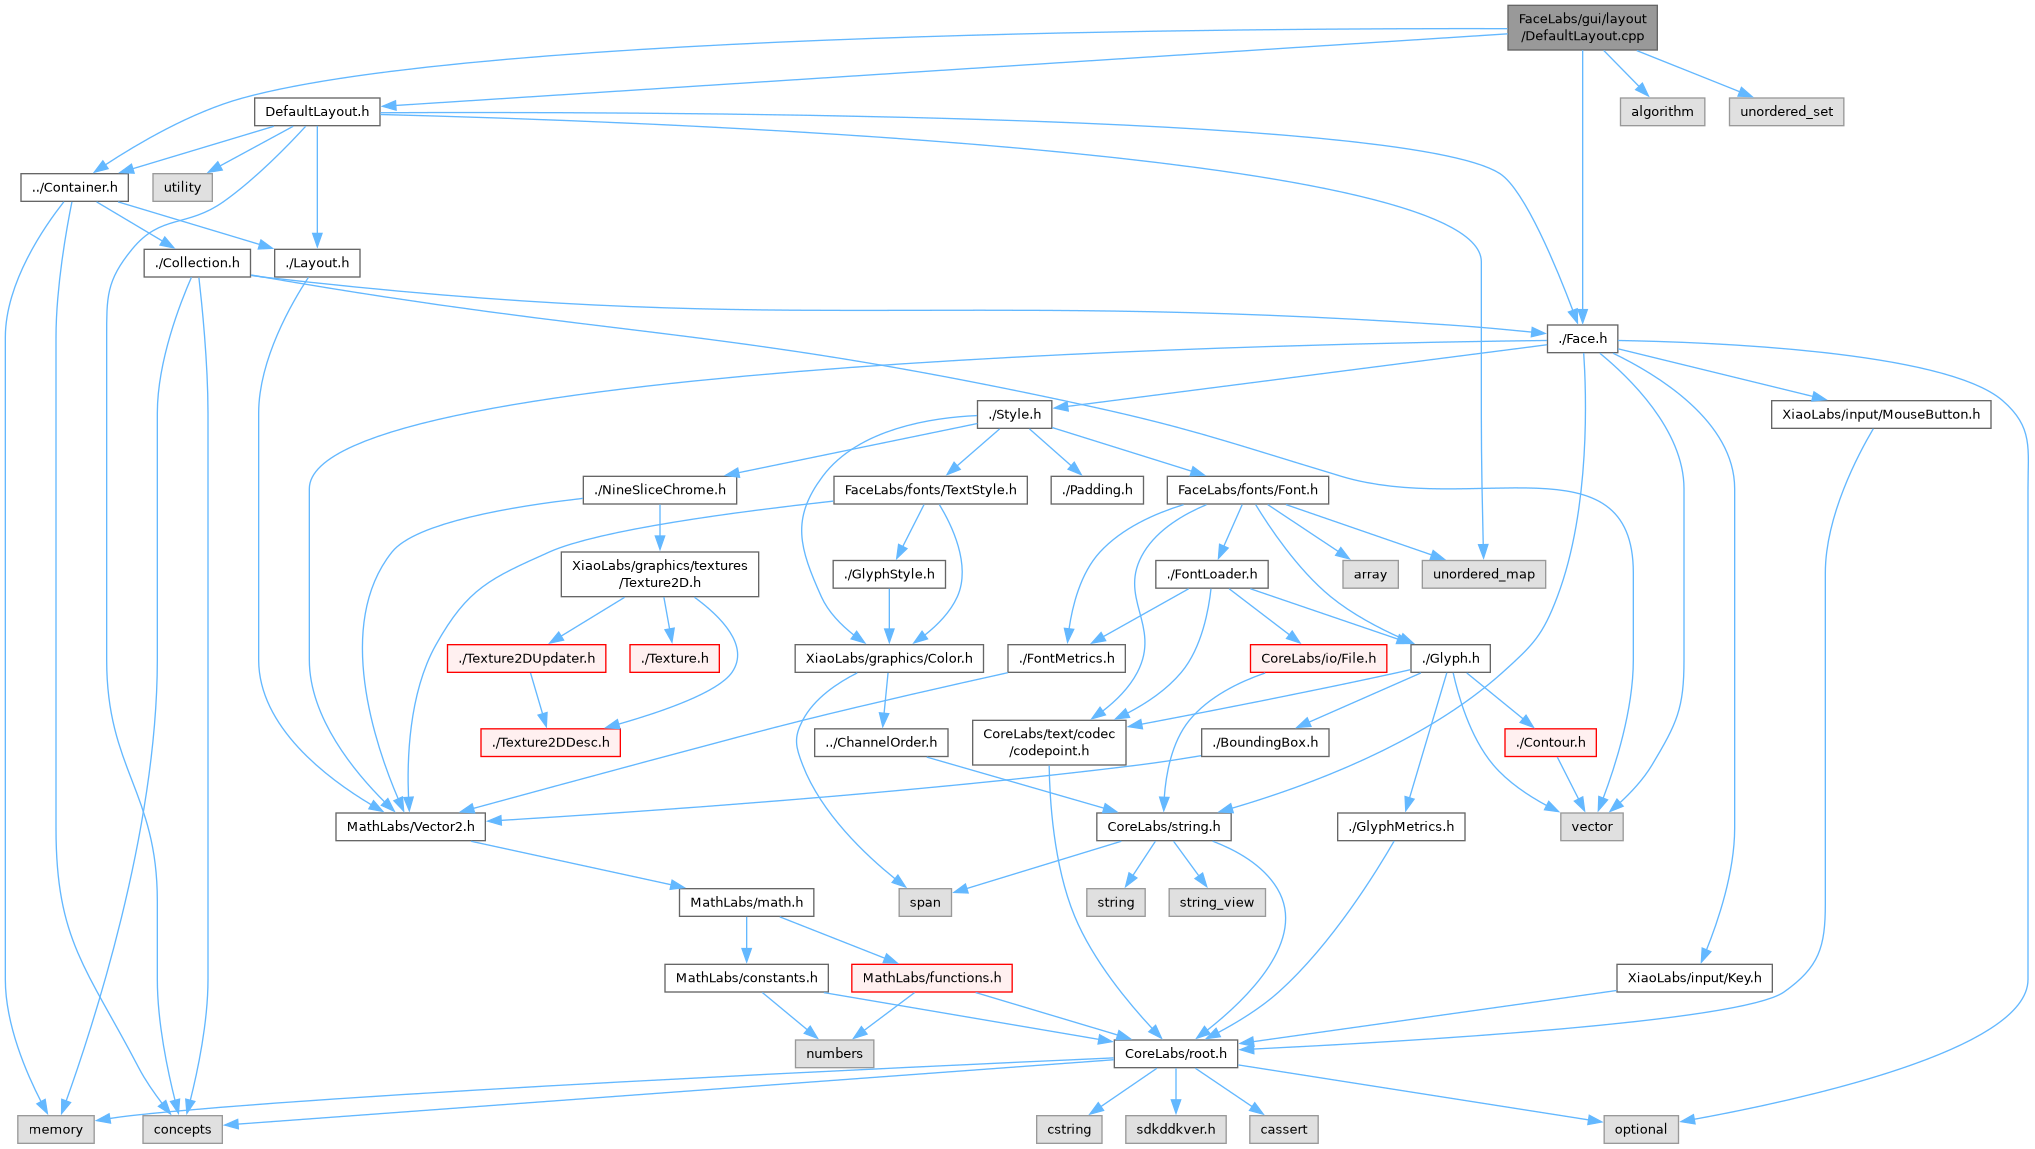 FaceLabs/gui/layout
/DefaultLayout.cpp
DefaultLayout.h
algorithm
unordered_set
../Container.h
utility
./Collection.h
./Layout.h
./Face.h
./Style.h
XiaoLabs/input/MouseButton.h
./NineSliceChrome.h
FaceLabs/fonts/TextStyle.h
./Padding.h
FaceLabs/fonts/Font.h
XiaoLabs/graphics/textures
/Texture2D.h
./GlyphStyle.h
./FontLoader.h
array
unordered_map
./Texture2DUpdater.h
./Texture.h
XiaoLabs/graphics/Color.h
./FontMetrics.h
CoreLabs/io/File.h
./Glyph.h
./Texture2DDesc.h
../ChannelOrder.h
CoreLabs/text/codec
/codepoint.h
./BoundingBox.h
./Contour.h
MathLabs/Vector2.h
CoreLabs/string.h
./GlyphMetrics.h
vector
MathLabs/math.h
span
string
string_view
MathLabs/constants.h
MathLabs/functions.h
XiaoLabs/input/Key.h
numbers
CoreLabs/root.h
memory
concepts
cstring
sdkddkver.h
cassert
optional